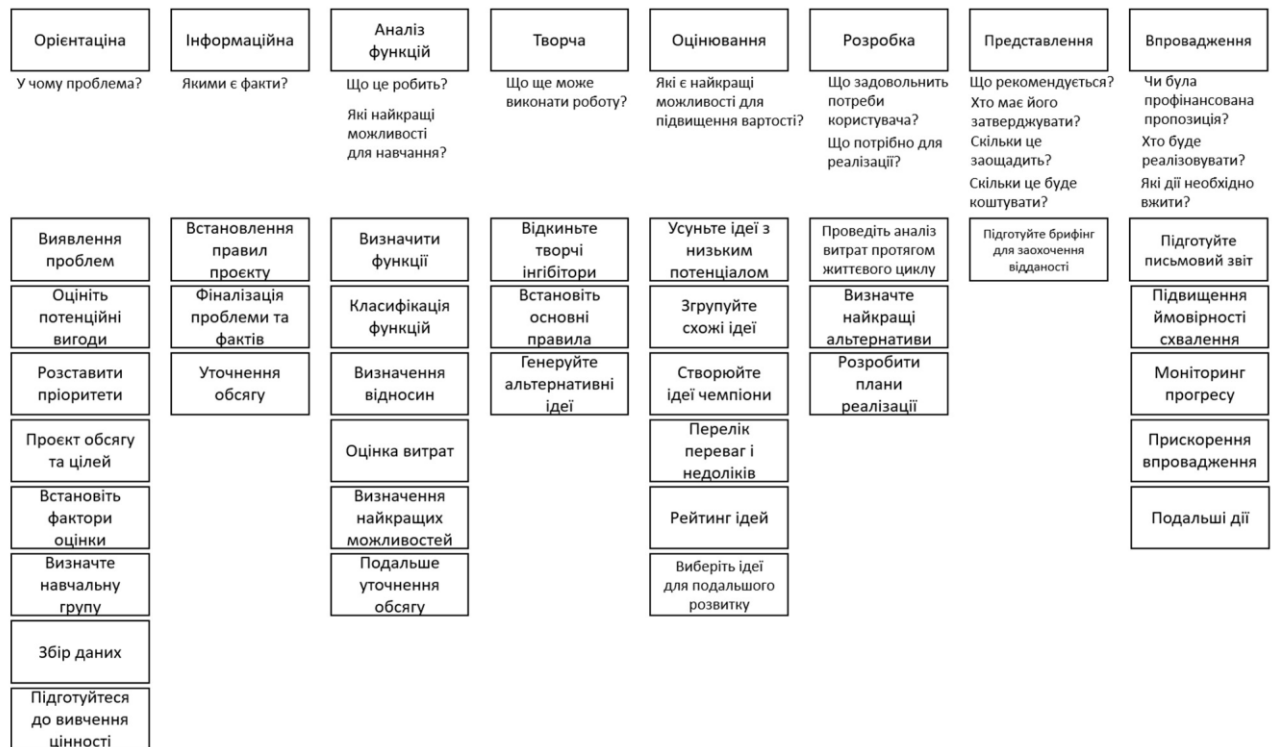 Орієнтаціна
У чому проблема?
Виявлення
проблем
Оцініть
потенційні
вигоди
Розставити
пріоритети
Проєкт обсягу
та цілей
Встановіть
фактори
оцінки
Визначте
навчальну
групу
Збір даних
Підготуйтеся
до вивчення
цінності
Інформаційна
Якими є факти?
Встановлення
правил
проєкту
Фіналізація
проблеми та
фактів
Уточнення
обсягу
Аналіз
функцій
Що це робить?
Які найкращі
можливості
для навчання?
Визначити
функції
Класифікація
функцій
Визначення
відносин
Оцінка витрат
Визначення
найкращих
можливостей
Подальше
уточнення
обсягу
Творча
Що ще може
виконати роботу?
Відкиньте
творчі
інгібітори
Встановіть
основні
правила
Генеруйте
альтернативні
ідеї
Оцінювання
Які є найкращі
можливості для
підвищення вартості?
Усуньте ідеї з
низьким
потенціалом
Згрупуйте
схожі ідеї
Створюйте
ідеї чемпіони
Перелік
переваг і
недоліків
Рейтинг ідей
Виберіть ідеї
для подальшого
розвитку
Розробка
Що задовольнить
потреби
користувача?
Що потрібно для
реалізації?
Проведіть аналіз
витрат протягом
життєвого циклу
Визначте
найкращі
альтернативи
Розробити
плани
реалізації
Представлення
Що рекомендується?
Хто має його
затверджувати?
Скільки це
заощадить?
Скільки це буде
коштувати?
Підготуйте брифінг
для заохочення
відданості
Впровадження
Чи була
профінансована
пропозиція?
Хто буде
реалізовувати?
Які дії необхідно
вжити?
Підготуйте
письмовий звіт
Підвищення
ймовірності
схвалення
Моніторинг
прогресу
Прискорення
впровадження
Подальші дії